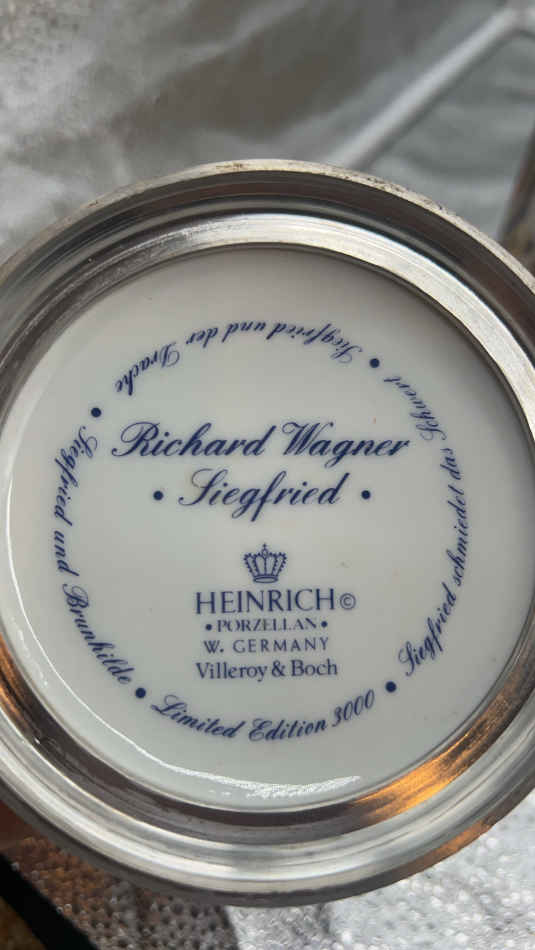 Richard Wagner
• Siegfried •
HEINRICH©
• PORZELLAN •
W. GERMANY
Villeroy & Boch
Siegfried und der Drache •
Siegfried schmiedet das Schwert •
Limited Edition 3000 •
Siegfried und Brunhilde •